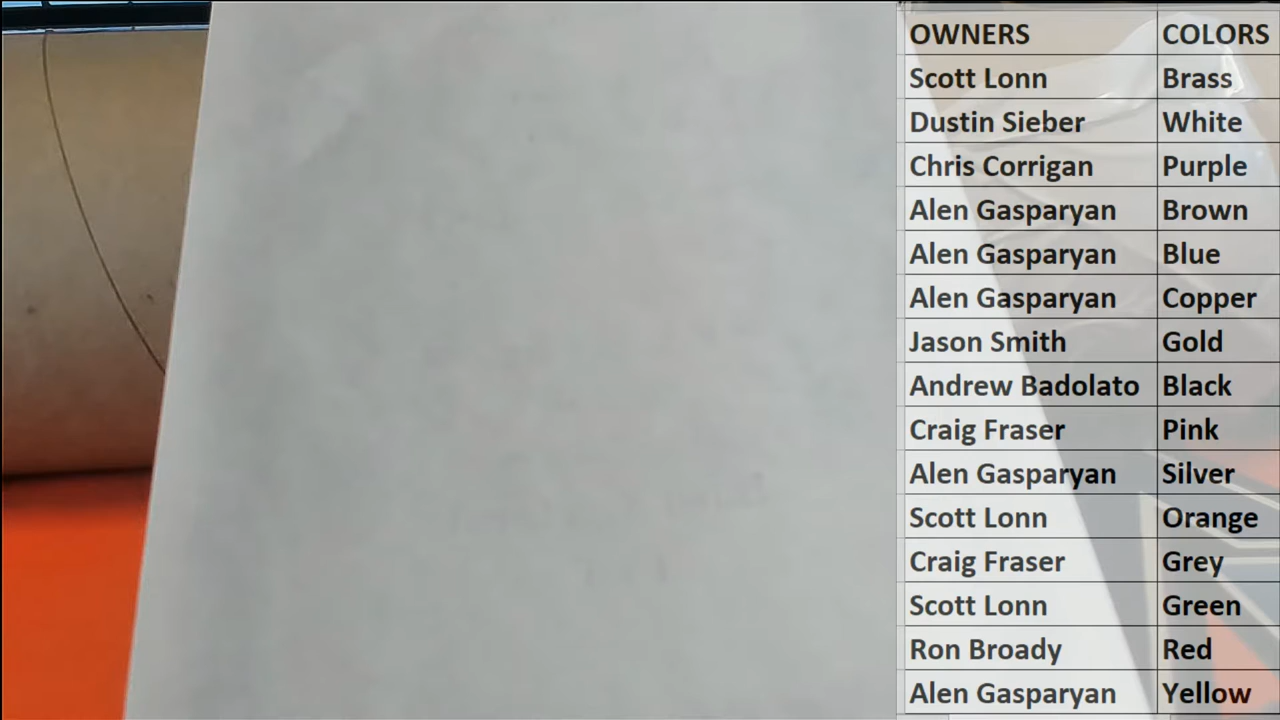 OWNERS COLORS
Scott Lonn Brass
Dustin Sieber White
Chris Corrigan Purple
Alen Gasparyan Brown
Alen Gasparyan Blue
Alen Gasparyan Copper
Jason Smith Gold
Andrew Badolato Black
Craig Fraser Pink
Alen Gasparyan Silver
Scott Lonn Orange
Craig Fraser Grey
Scott Lonn Green
Ron Broady Red
Alen Gasparyan Yellow